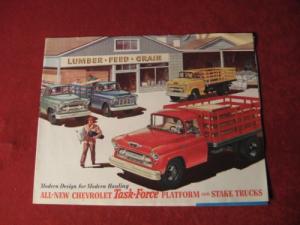 LUMBER • FEED • GRAIN
Modern Design for Modern Hauling
ALL-NEW CHEVROLET Task-Force PLATFORM AND STAKE TRUCKS